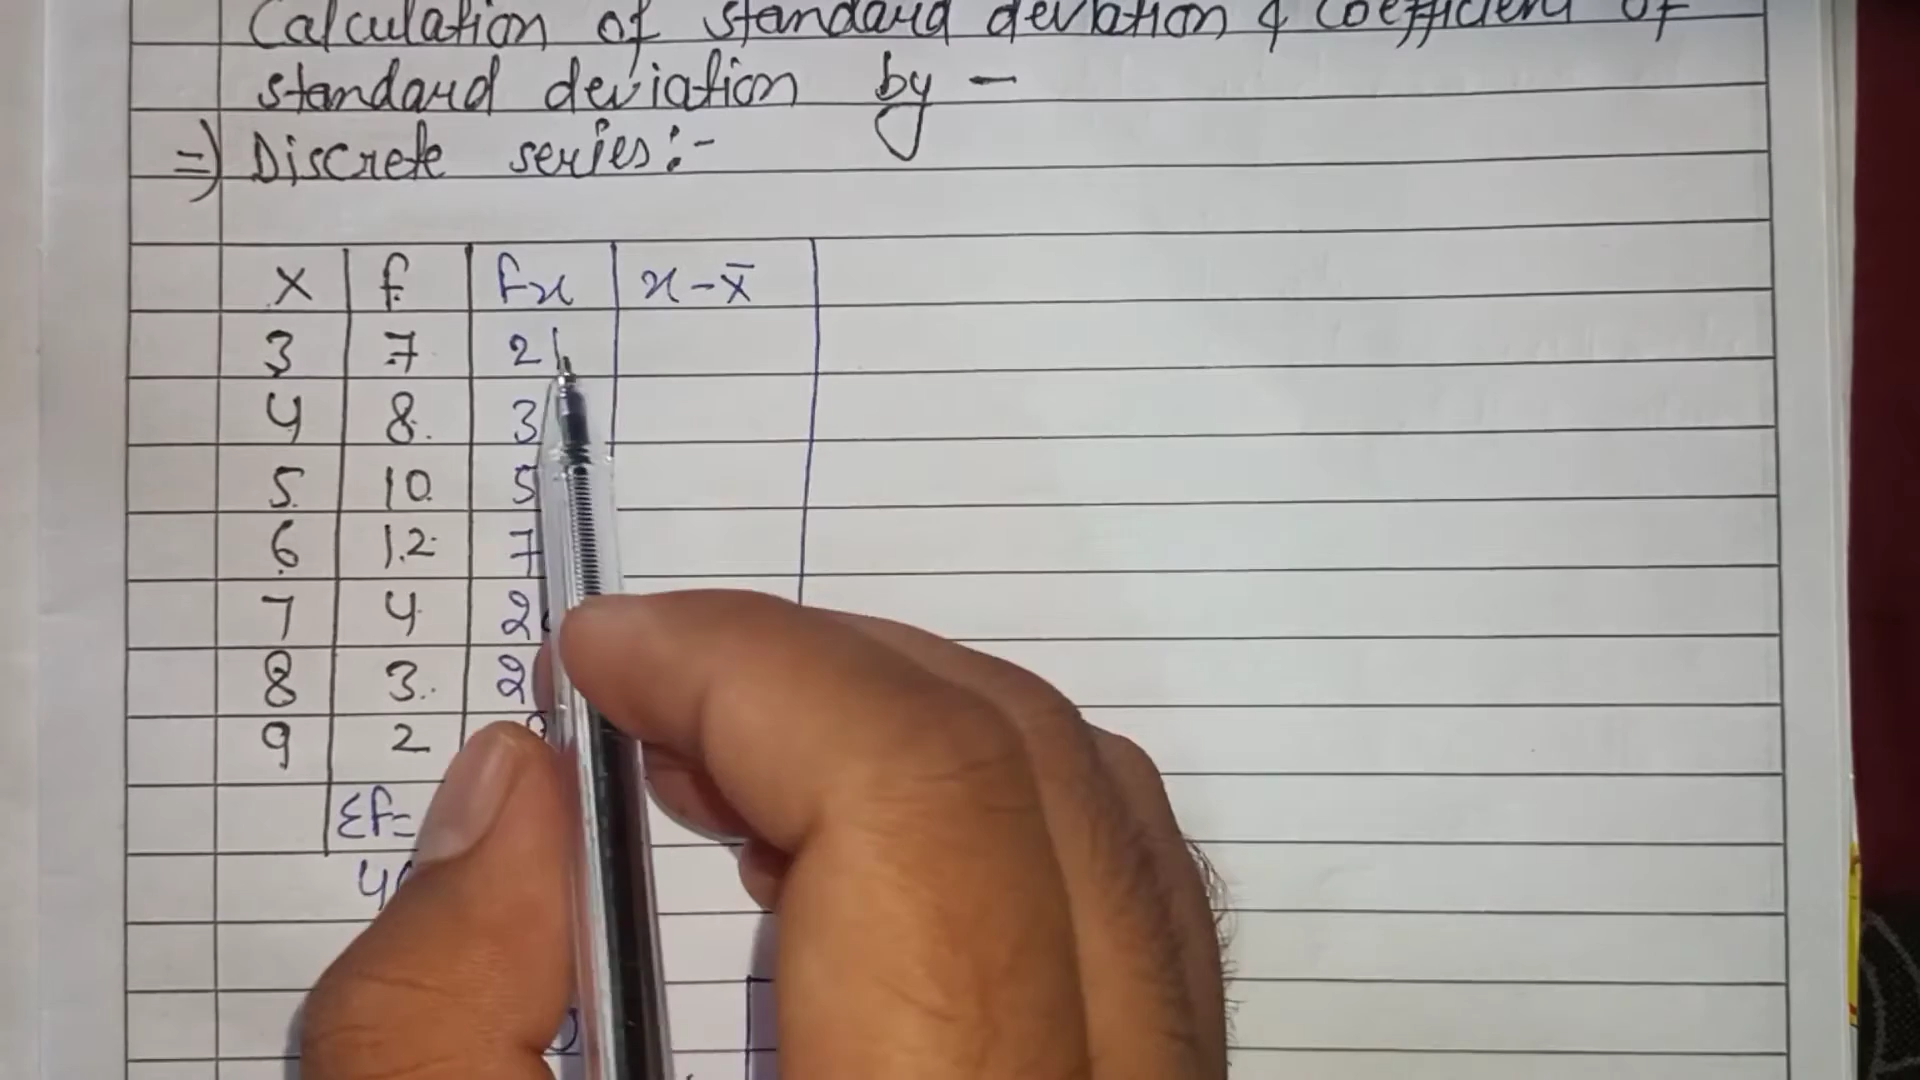 Calculation of standard deviation & Coefficient of
standard deviation by -
=) Discrete series:-
X f fx x-x̄
3 7 21
4 8 3
5 10 5
6 12 7
7 4 2
8 3 2
9 2
Σf=
4